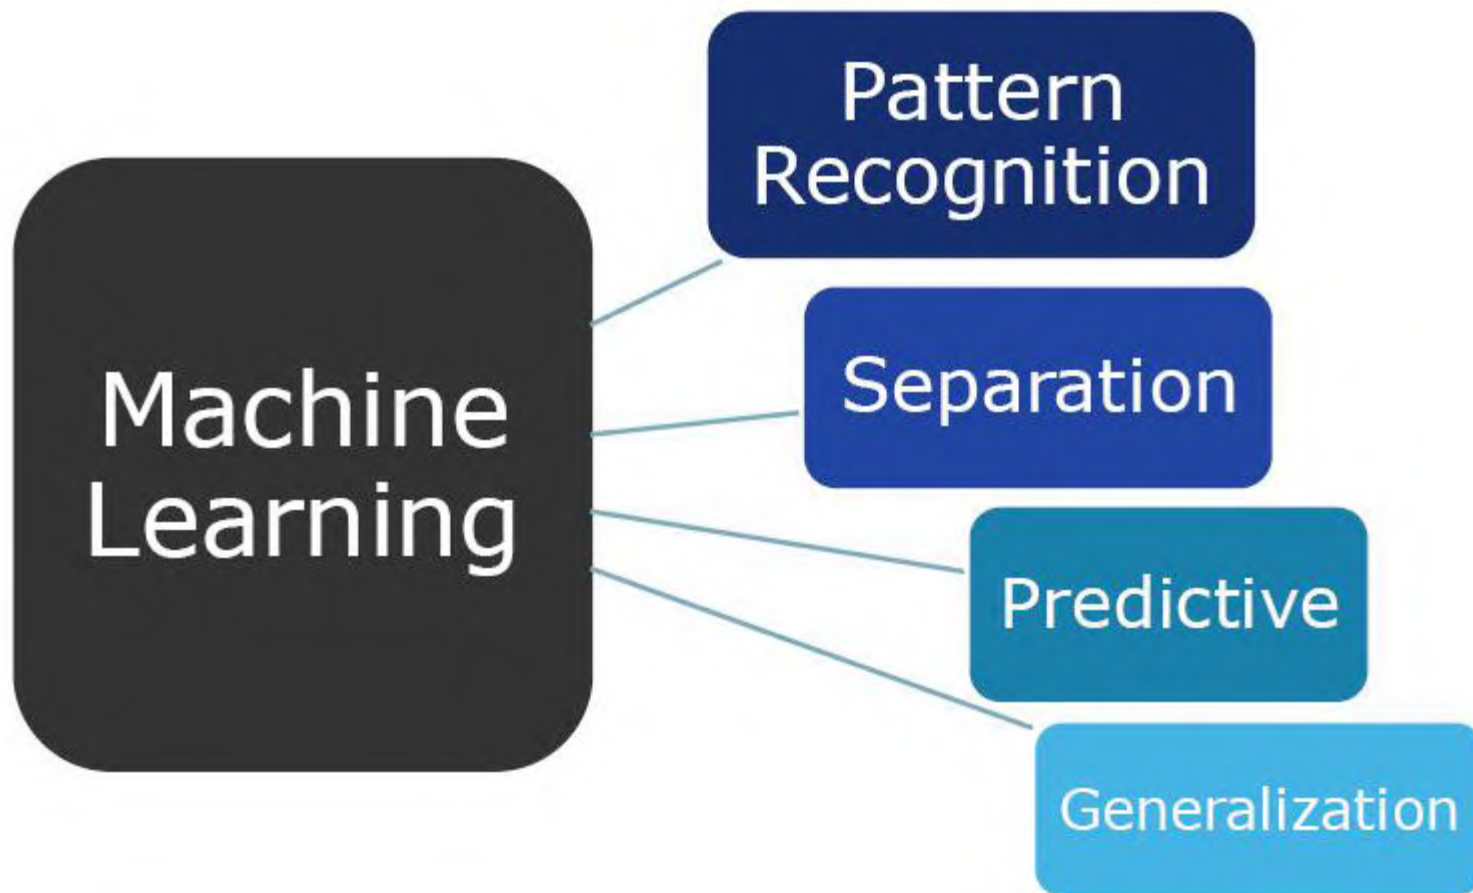 Machine
Learning
Pattern
Recognition
Separation
Predictive
Generalization